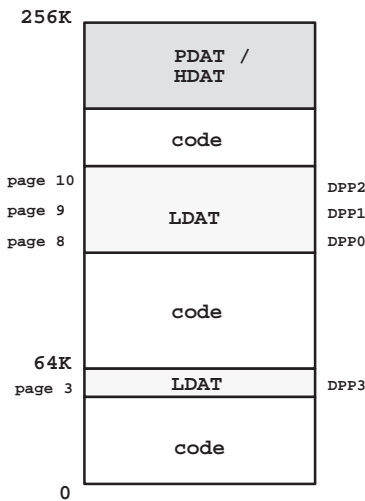 256K
PDAT /
HDAT
code
page 10
DPP2
page 9
LDAT
DPP1
page 8
DPP0
code
64K
page 3
LDAT
DPP3
code
0